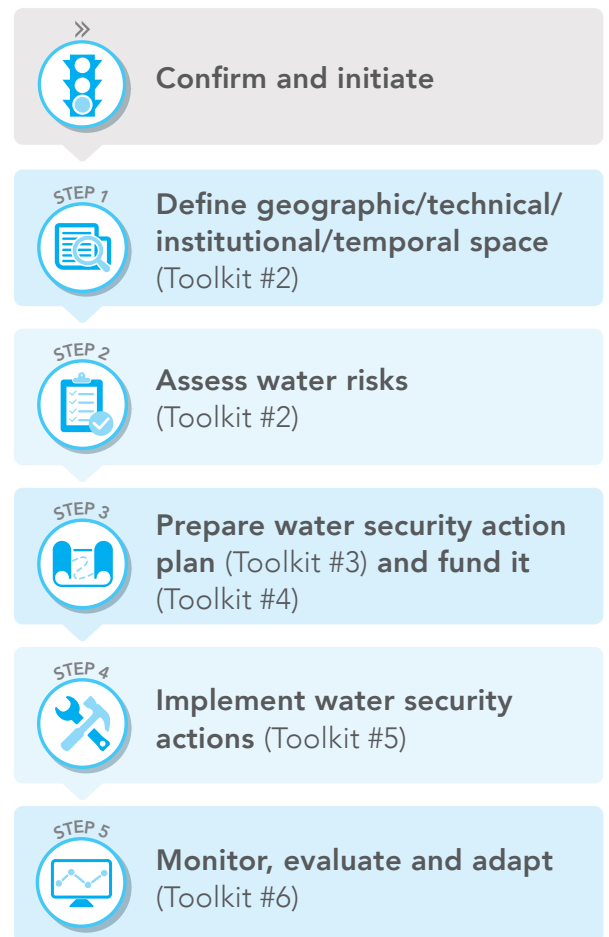 »
Confirm and initiate
STEP 1
Define geographic/technical/
institutional/temporal space
(Toolkit #2)
STEP 2
Assess water risks
(Toolkit #2)
STEP 3
Prepare water security action
plan (Toolkit #3) and fund it
(Toolkit #4)
STEP 4
Implement water security
actions (Toolkit #5)
STEP 5
Monitor, evaluate and adapt
(Toolkit #6)